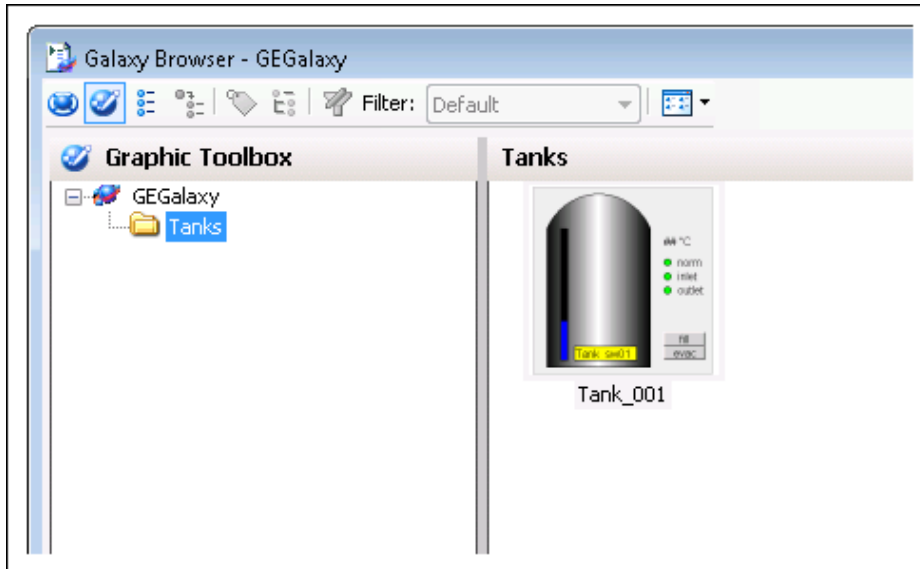 Galaxy Browser - GEGalaxy
Filter: Default
Graphic Toolbox
Tanks
GEGalaxy
Tanks
°C
norm
inlet
outlet
fill
evac
Tank_001